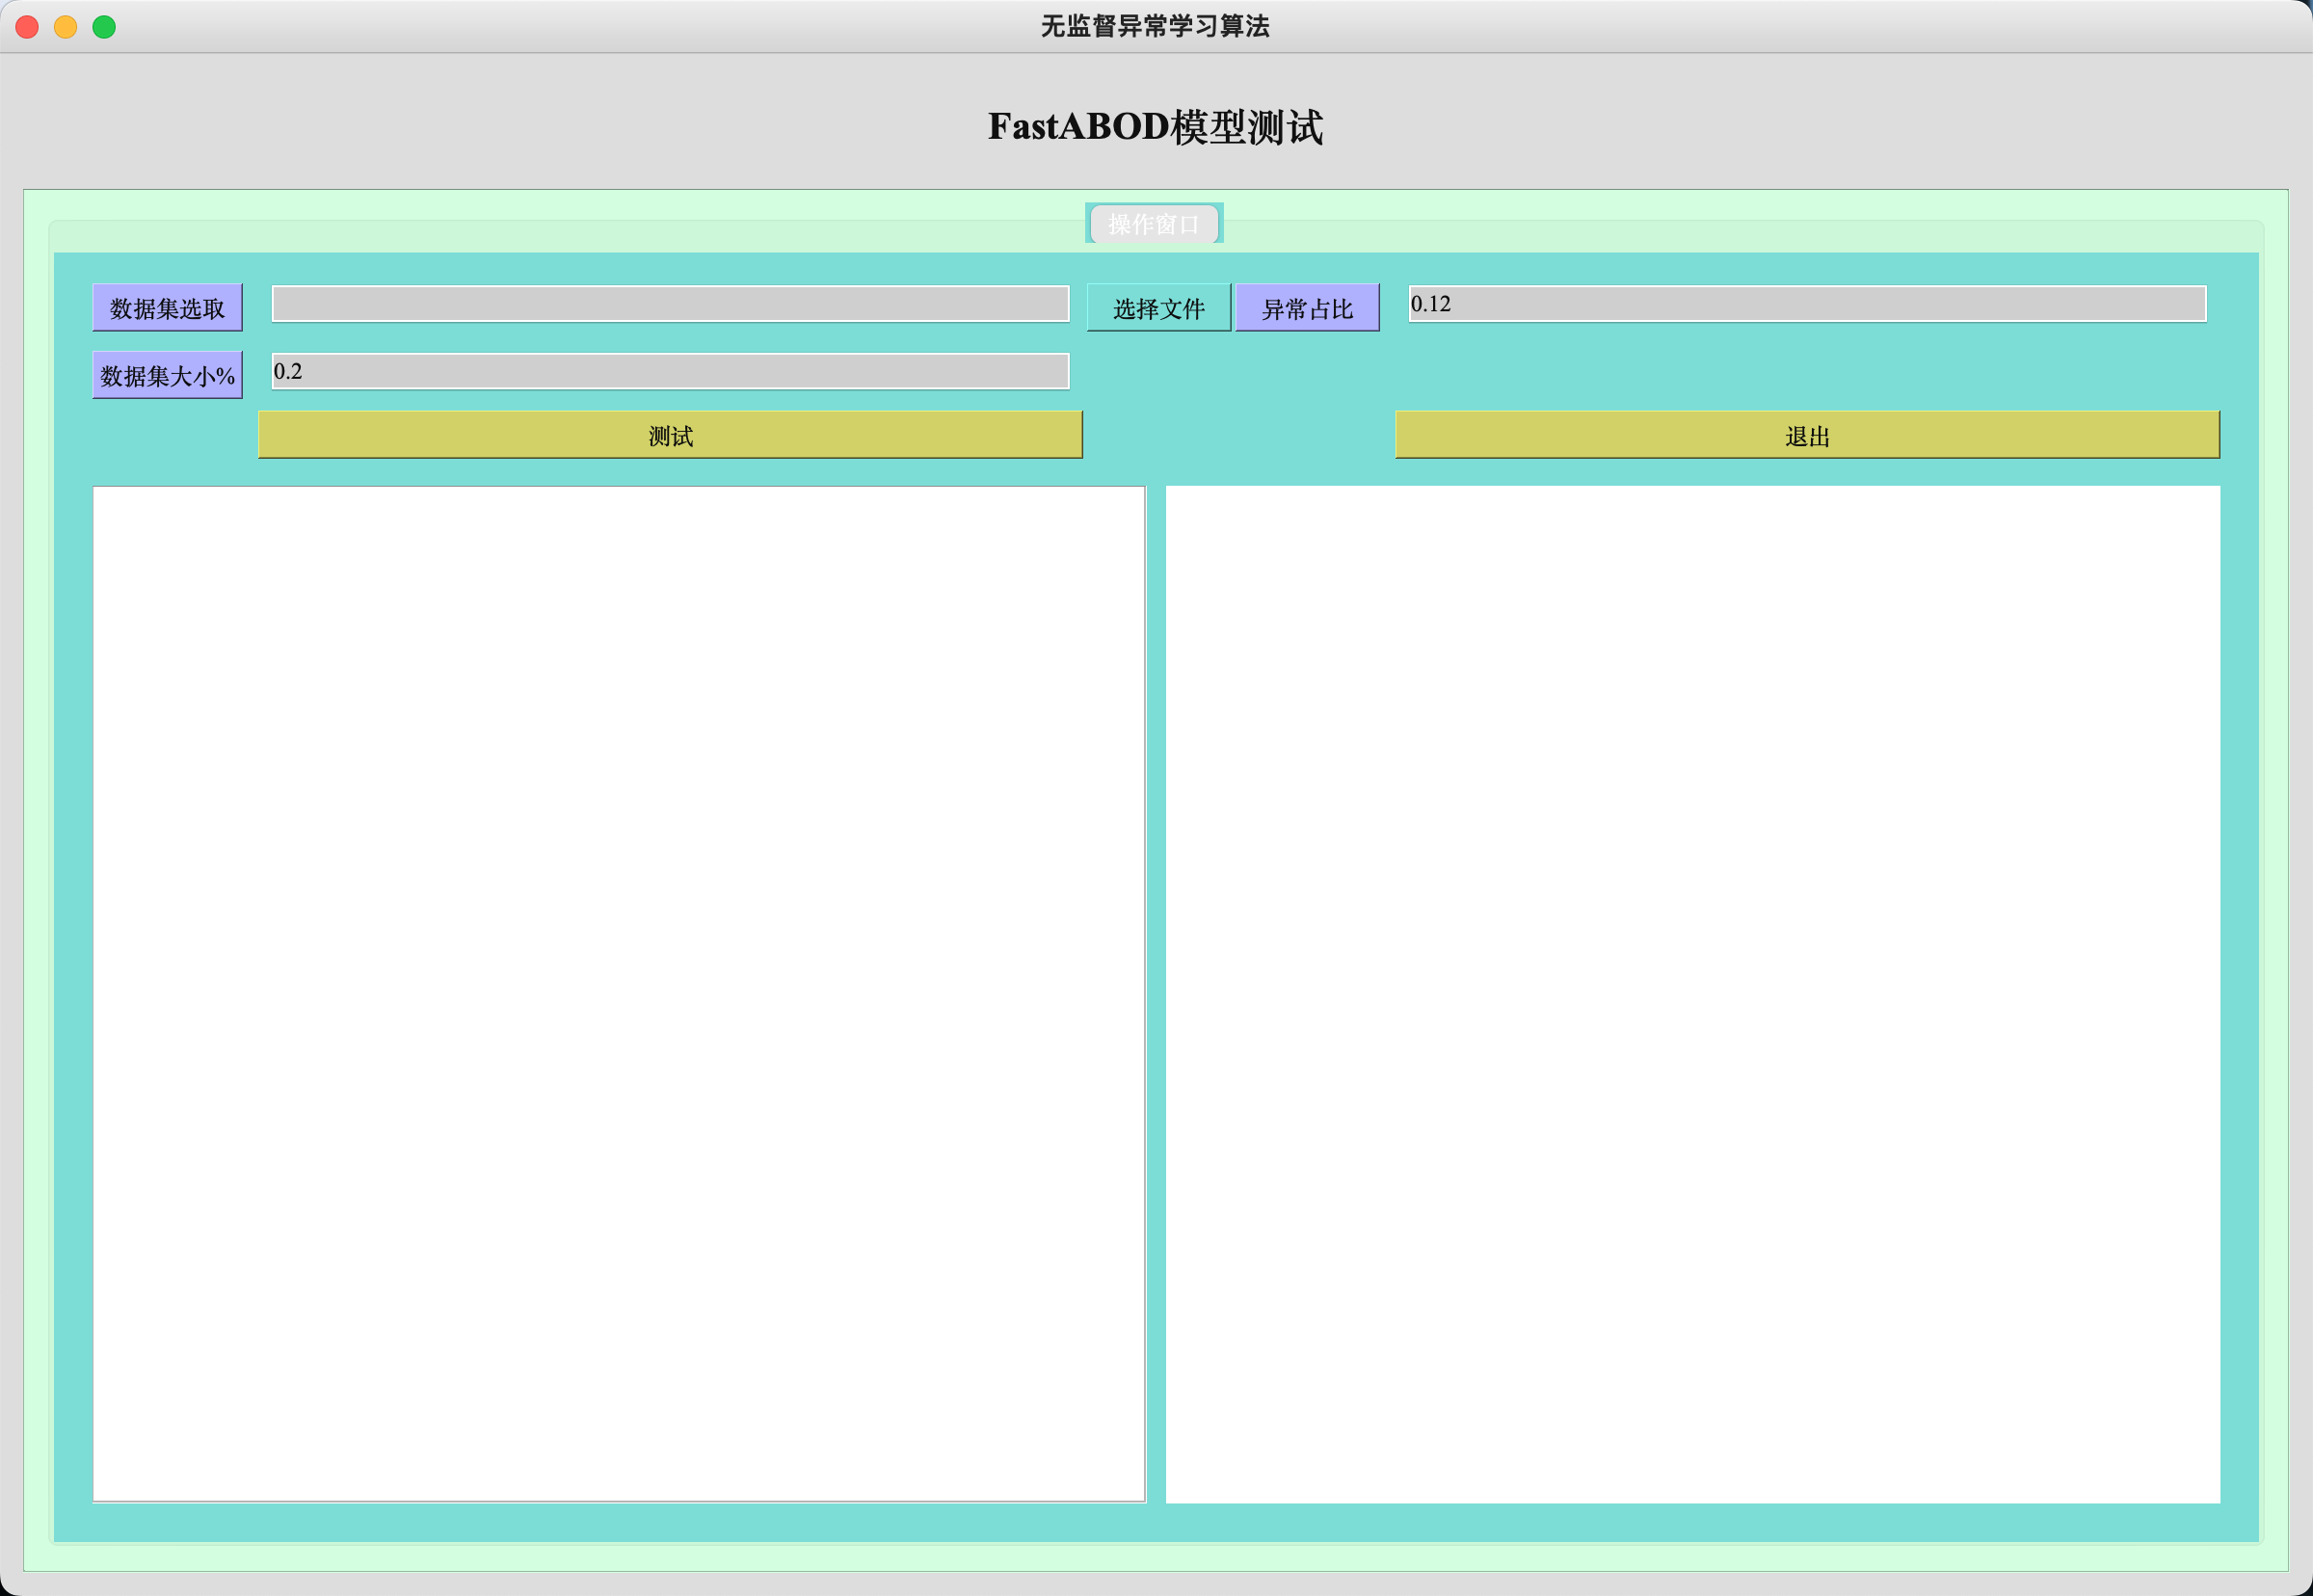 无监督异常学习算法
FastABOD模型测试
操作窗口
数据集选取 选择文件 异常占比 0.12
数据集大小% 0.2
测试 退出